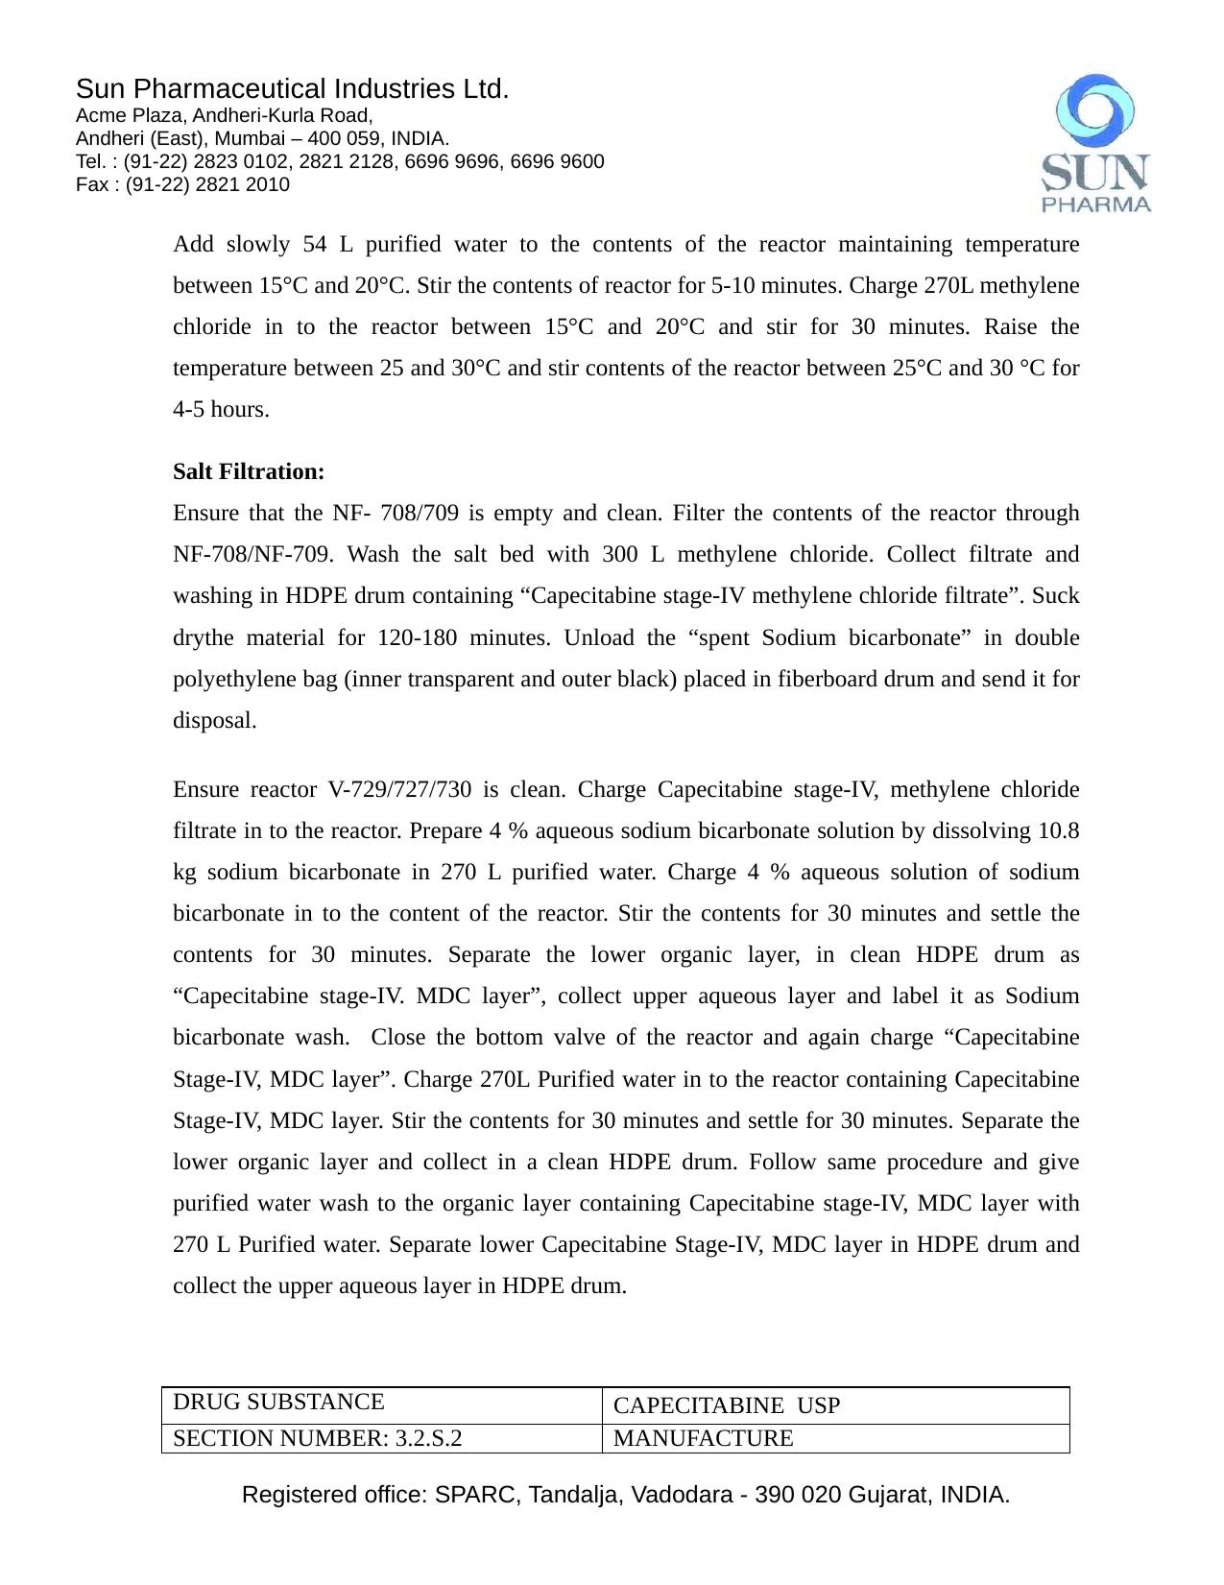 Sun Pharmaceutical Industries Ltd.
Acme Plaza, Andheri-Kurla Road,
Andheri (East), Mumbai – 400 059, INDIA.
Tel. : (91-22) 2823 0102, 2821 2128, 6696 9696, 6696 9600
Fax : (91-22) 2821 2010
SUN
PHARMA
Add slowly 54 L purified water to the contents of the reactor maintaining temperature
between 15°C and 20°C. Stir the contents of reactor for 5-10 minutes. Charge 270L methylene
chloride in to the reactor between 15°C and 20°C and stir for 30 minutes. Raise the
temperature between 25 and 30°C and stir contents of the reactor between 25°C and 30 °C for
4-5 hours.
Salt Filtration:
Ensure that the NF- 708/709 is empty and clean. Filter the contents of the reactor through
NF-708/NF-709. Wash the salt bed with 300 L methylene chloride. Collect filtrate and
washing in HDPE drum containing “Capecitabine stage-IV methylene chloride filtrate”. Suck
drythe material for 120-180 minutes. Unload the “spent Sodium bicarbonate” in double
polyethylene bag (inner transparent and outer black) placed in fiberboard drum and send it for
disposal.
Ensure reactor V-729/727/730 is clean. Charge Capecitabine stage-IV, methylene chloride
filtrate in to the reactor. Prepare 4 % aqueous sodium bicarbonate solution by dissolving 10.8
kg sodium bicarbonate in 270 L purified water. Charge 4 % aqueous solution of sodium
bicarbonate in to the content of the reactor. Stir the contents for 30 minutes and settle the
contents for 30 minutes. Separate the lower organic layer, in clean HDPE drum as
“Capecitabine stage-IV. MDC layer”, collect upper aqueous layer and label it as Sodium
bicarbonate wash.  Close the bottom valve of the reactor and again charge “Capecitabine
Stage-IV, MDC layer”. Charge 270L Purified water in to the reactor containing Capecitabine
Stage-IV, MDC layer. Stir the contents for 30 minutes and settle for 30 minutes. Separate the
lower organic layer and collect in a clean HDPE drum. Follow same procedure and give
purified water wash to the organic layer containing Capecitabine stage-IV, MDC layer with
270 L Purified water. Separate lower Capecitabine Stage-IV, MDC layer in HDPE drum and
collect the upper aqueous layer in HDPE drum.
DRUG SUBSTANCE CAPECITABINE  USP
SECTION NUMBER: 3.2.S.2 MANUFACTURE
Registered office: SPARC, Tandalja, Vadodara - 390 020 Gujarat, INDIA.